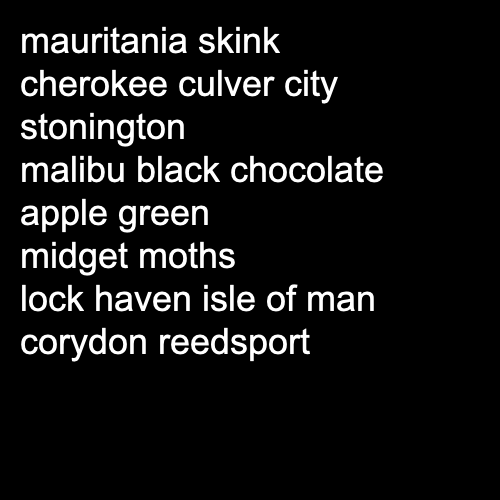 mauritania skink
cherokee culver city
stonington
malibu black chocolate
apple green
midget moths
lock haven isle of man
corydon reedsport